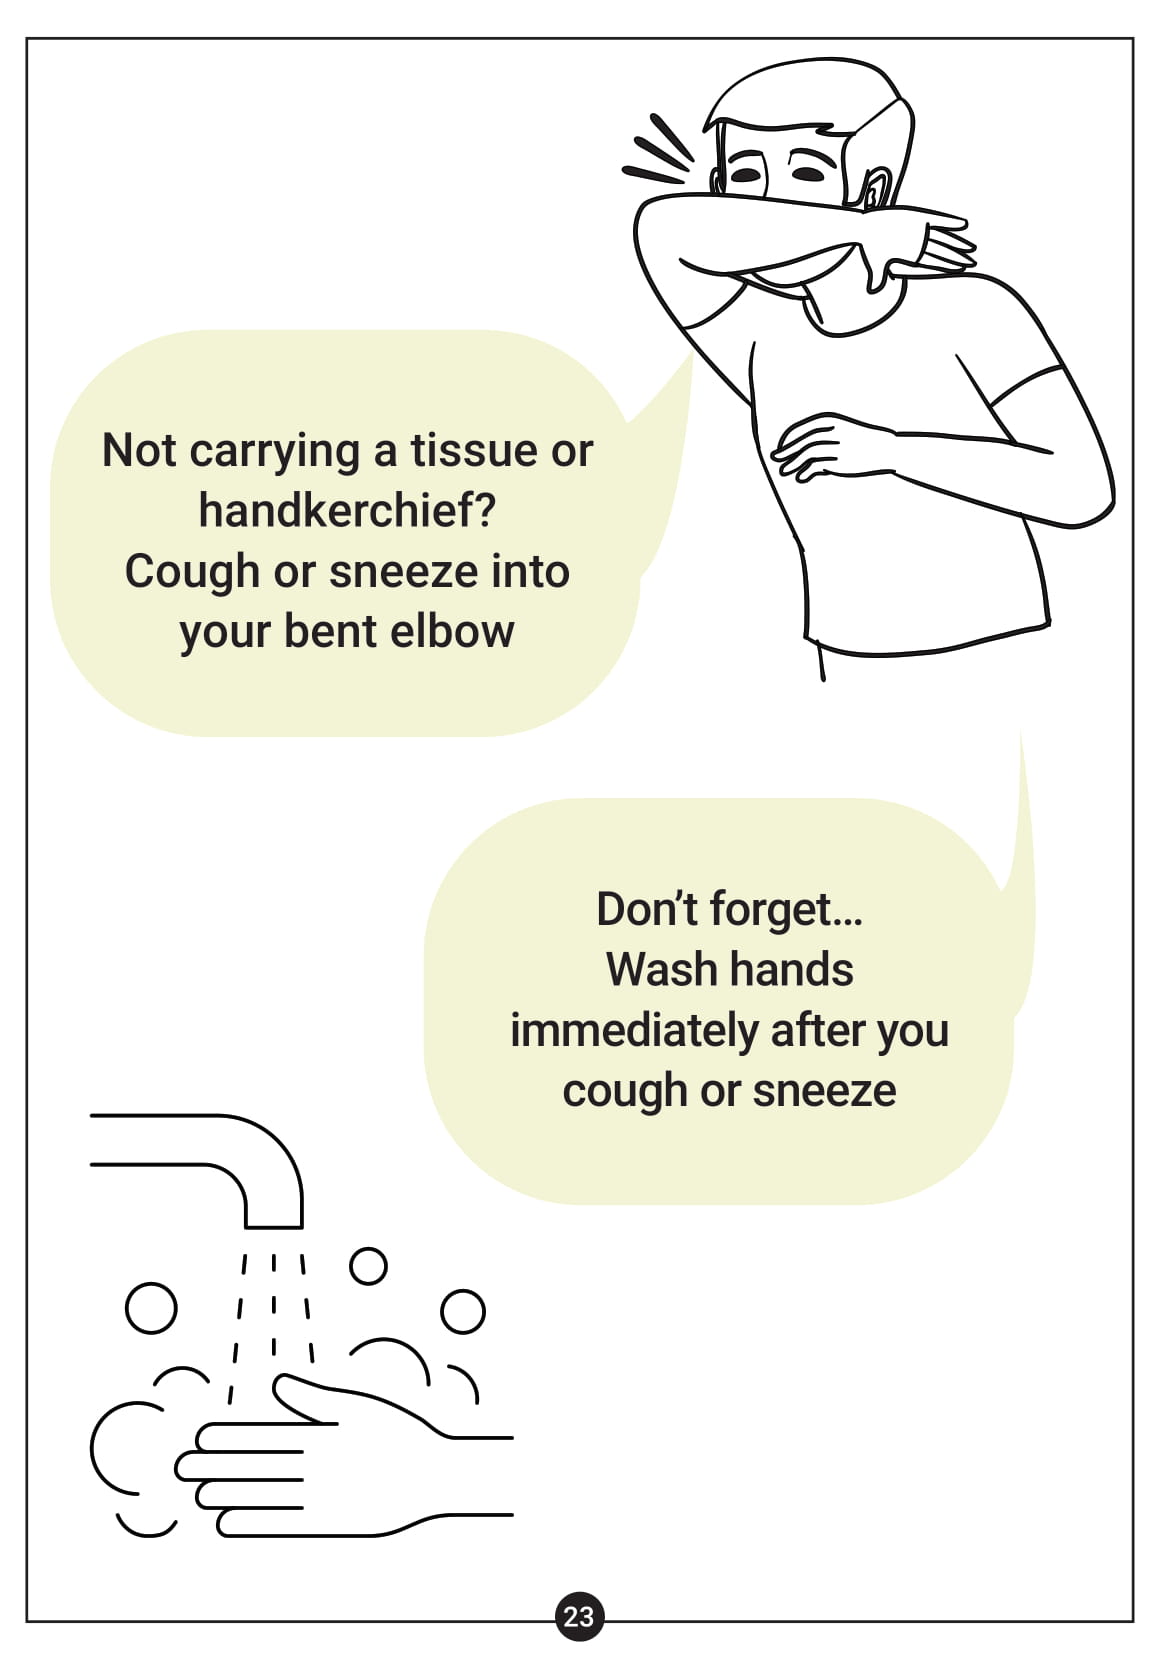 Not carrying a tissue or
handkerchief?
Cough or sneeze into
your bent elbow
Don’t forget...
Wash hands
immediately after you
cough or sneeze
23